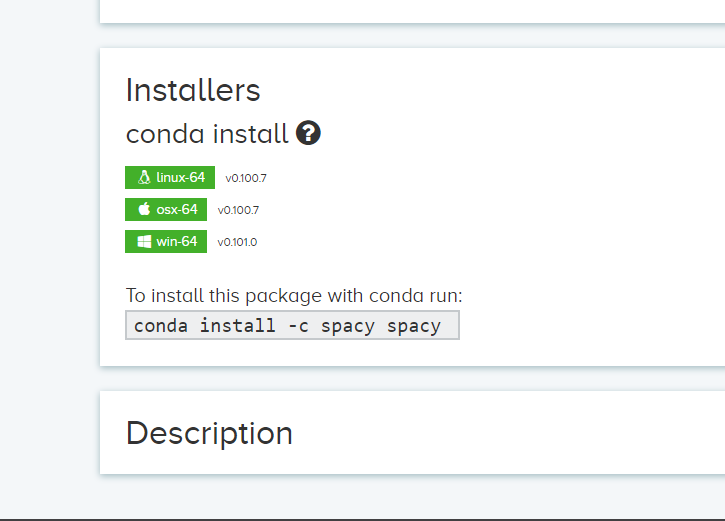 Installers
conda install ?
linux-64 v0.100.7
osx-64 v0.100.7
win-64 v0.101.0
To install this package with conda run:
conda install -c spacy spacy
Description